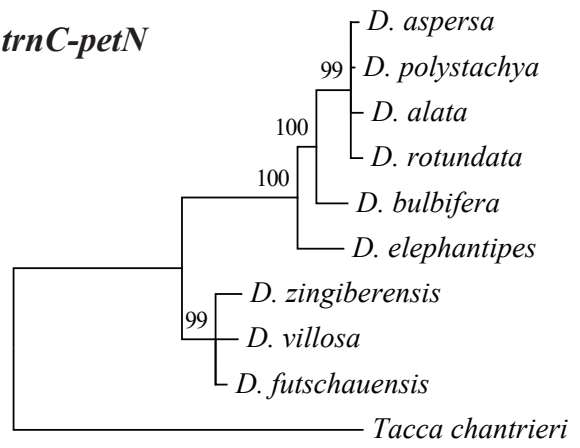 trnC-petN
D. aspersa
99
D. polystachya
D. alata
100
D. rotundata
100
D. bulbifera
D. elephantipes
D. zingiberensis
99
D. villosa
D. futschauensis
Tacca chantrieri